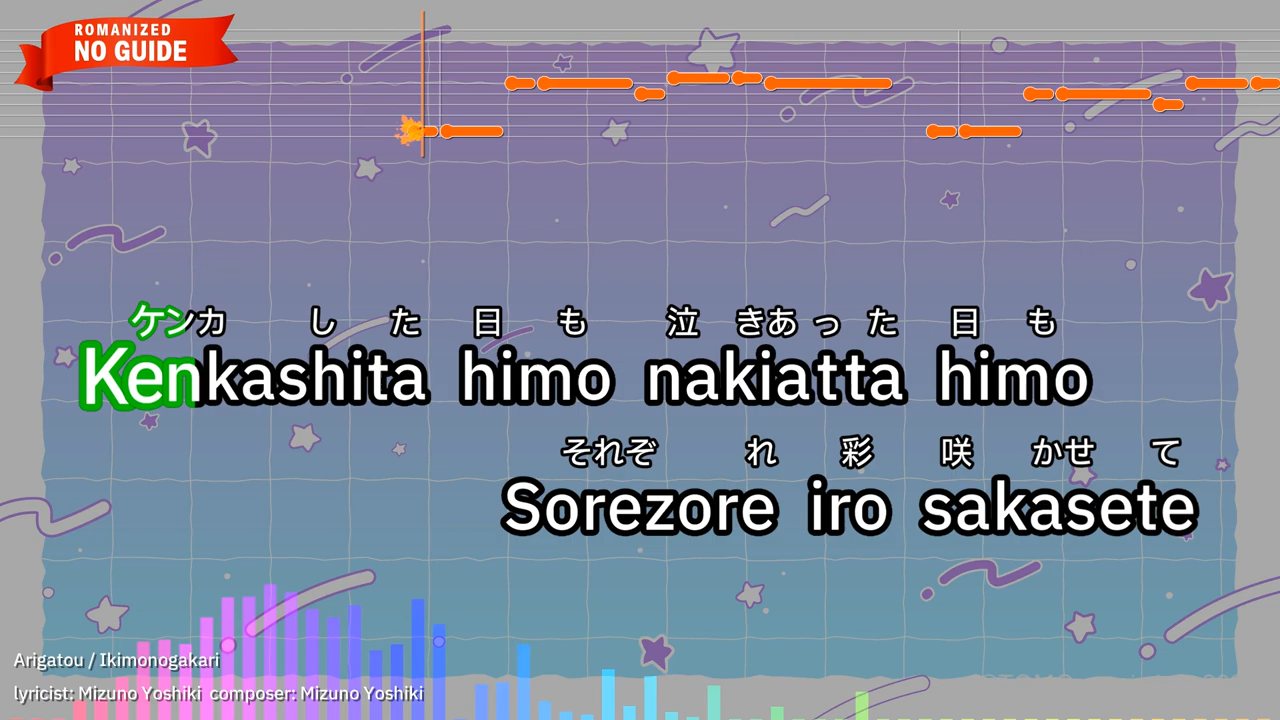 ROMANIZED
NO GUIDE
ケンカした日も泣きあった日も
Kenkashita himo nakiatta himo
それぞれ彩咲かせて
Sorezore iro sakasete
Arigatou / Ikimonogakari
lyricist: Mizuno Yoshiki composer: Mizuno Yoshiki